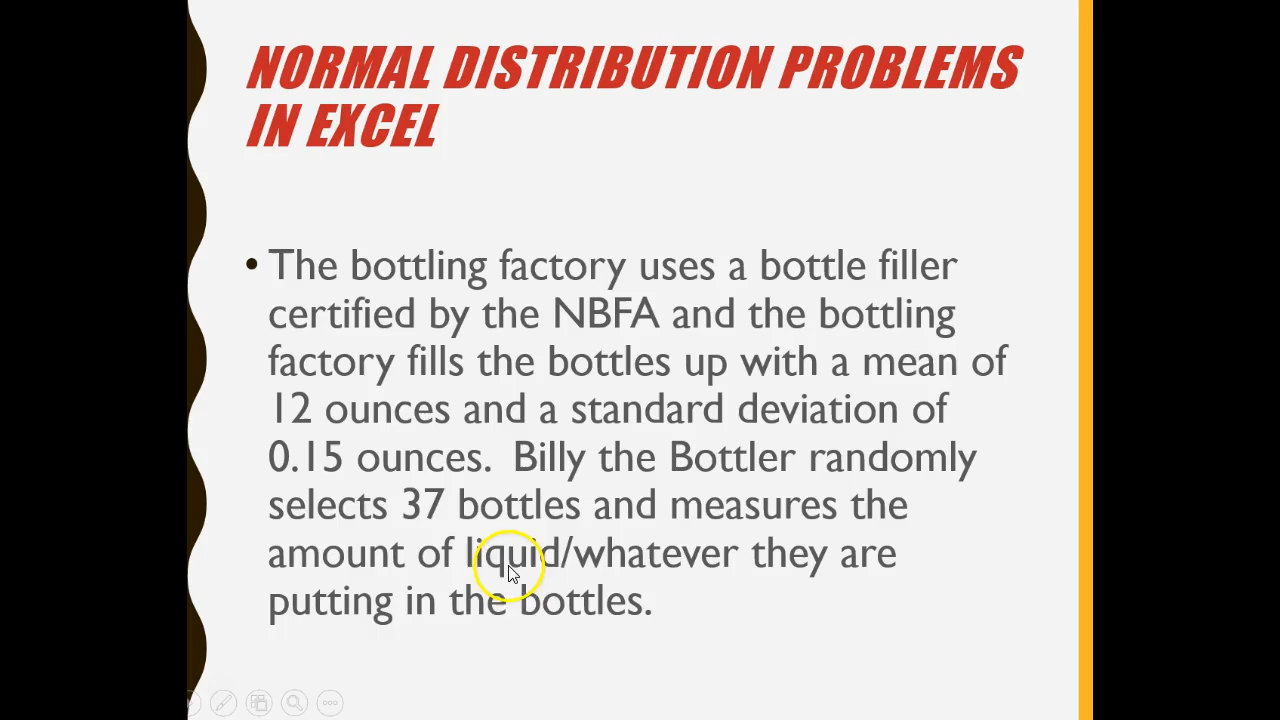 NORMAL DISTRIBUTION PROBLEMS
IN EXCEL
• The bottling factory uses a bottle filler
certified by the NBFA and the bottling
factory fills the bottles up with a mean of
12 ounces and a standard deviation of
0.15 ounces.  Billy the Bottler randomly
selects 37 bottles and measures the
amount of liquid/whatever they are
putting in the bottles.